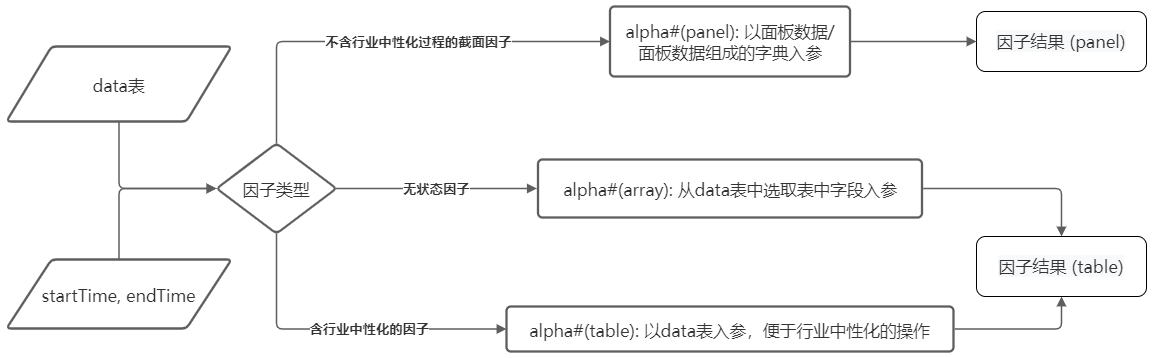 data表
startTime, endTime
因子类型
不含行业中性化过程的截面因子
alpha#(panel): 以面板数据/
面板数据组成的字典入参
因子结果 (panel)
无状态因子
alpha#(array): 从data表中选取表中字段入参
含行业中性化的因子
alpha#(table): 以data表入参，便于行业中性化的操作
因子结果 (table)